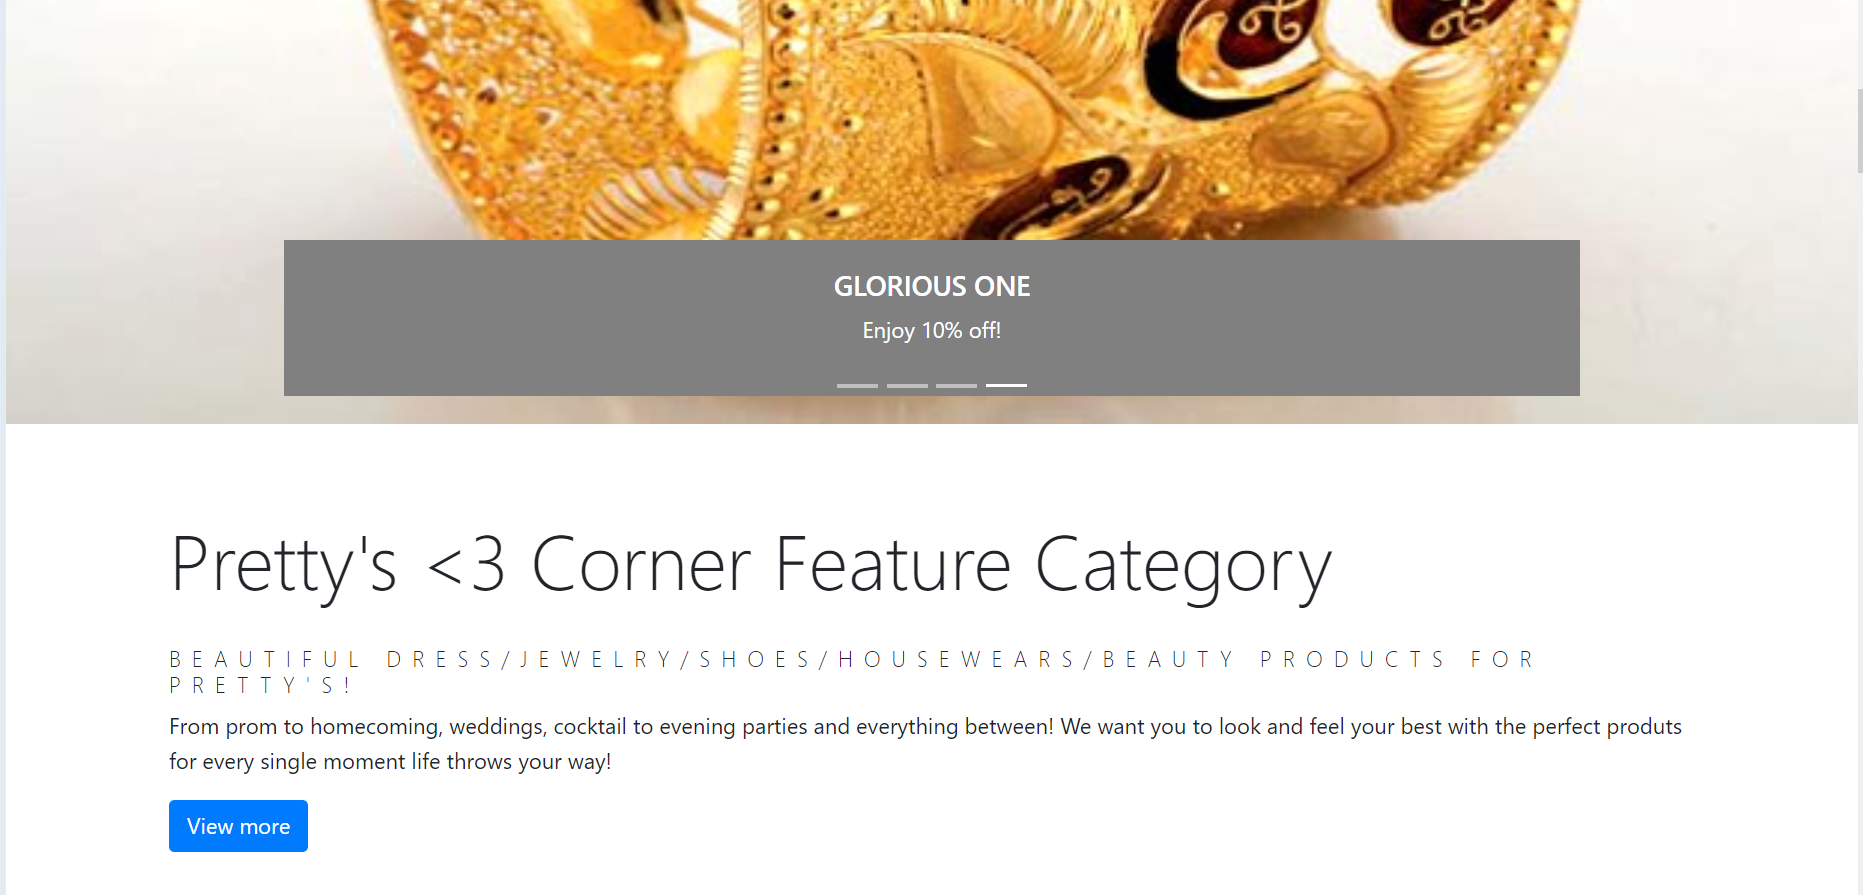 GLORIOUS ONE
Enjoy 10% off!
Pretty's <3 Corner Feature Category
BEAUTIFUL DRESS/JEWELRY/SHOES/HOUSEWEARS/BEAUTY PRODUCTS FOR
PRETTY'S!
From prom to homecoming, weddings, cocktail to evening parties and everything between! We want you to look and feel your best with the perfect produts
for every single moment life throws your way!
View more